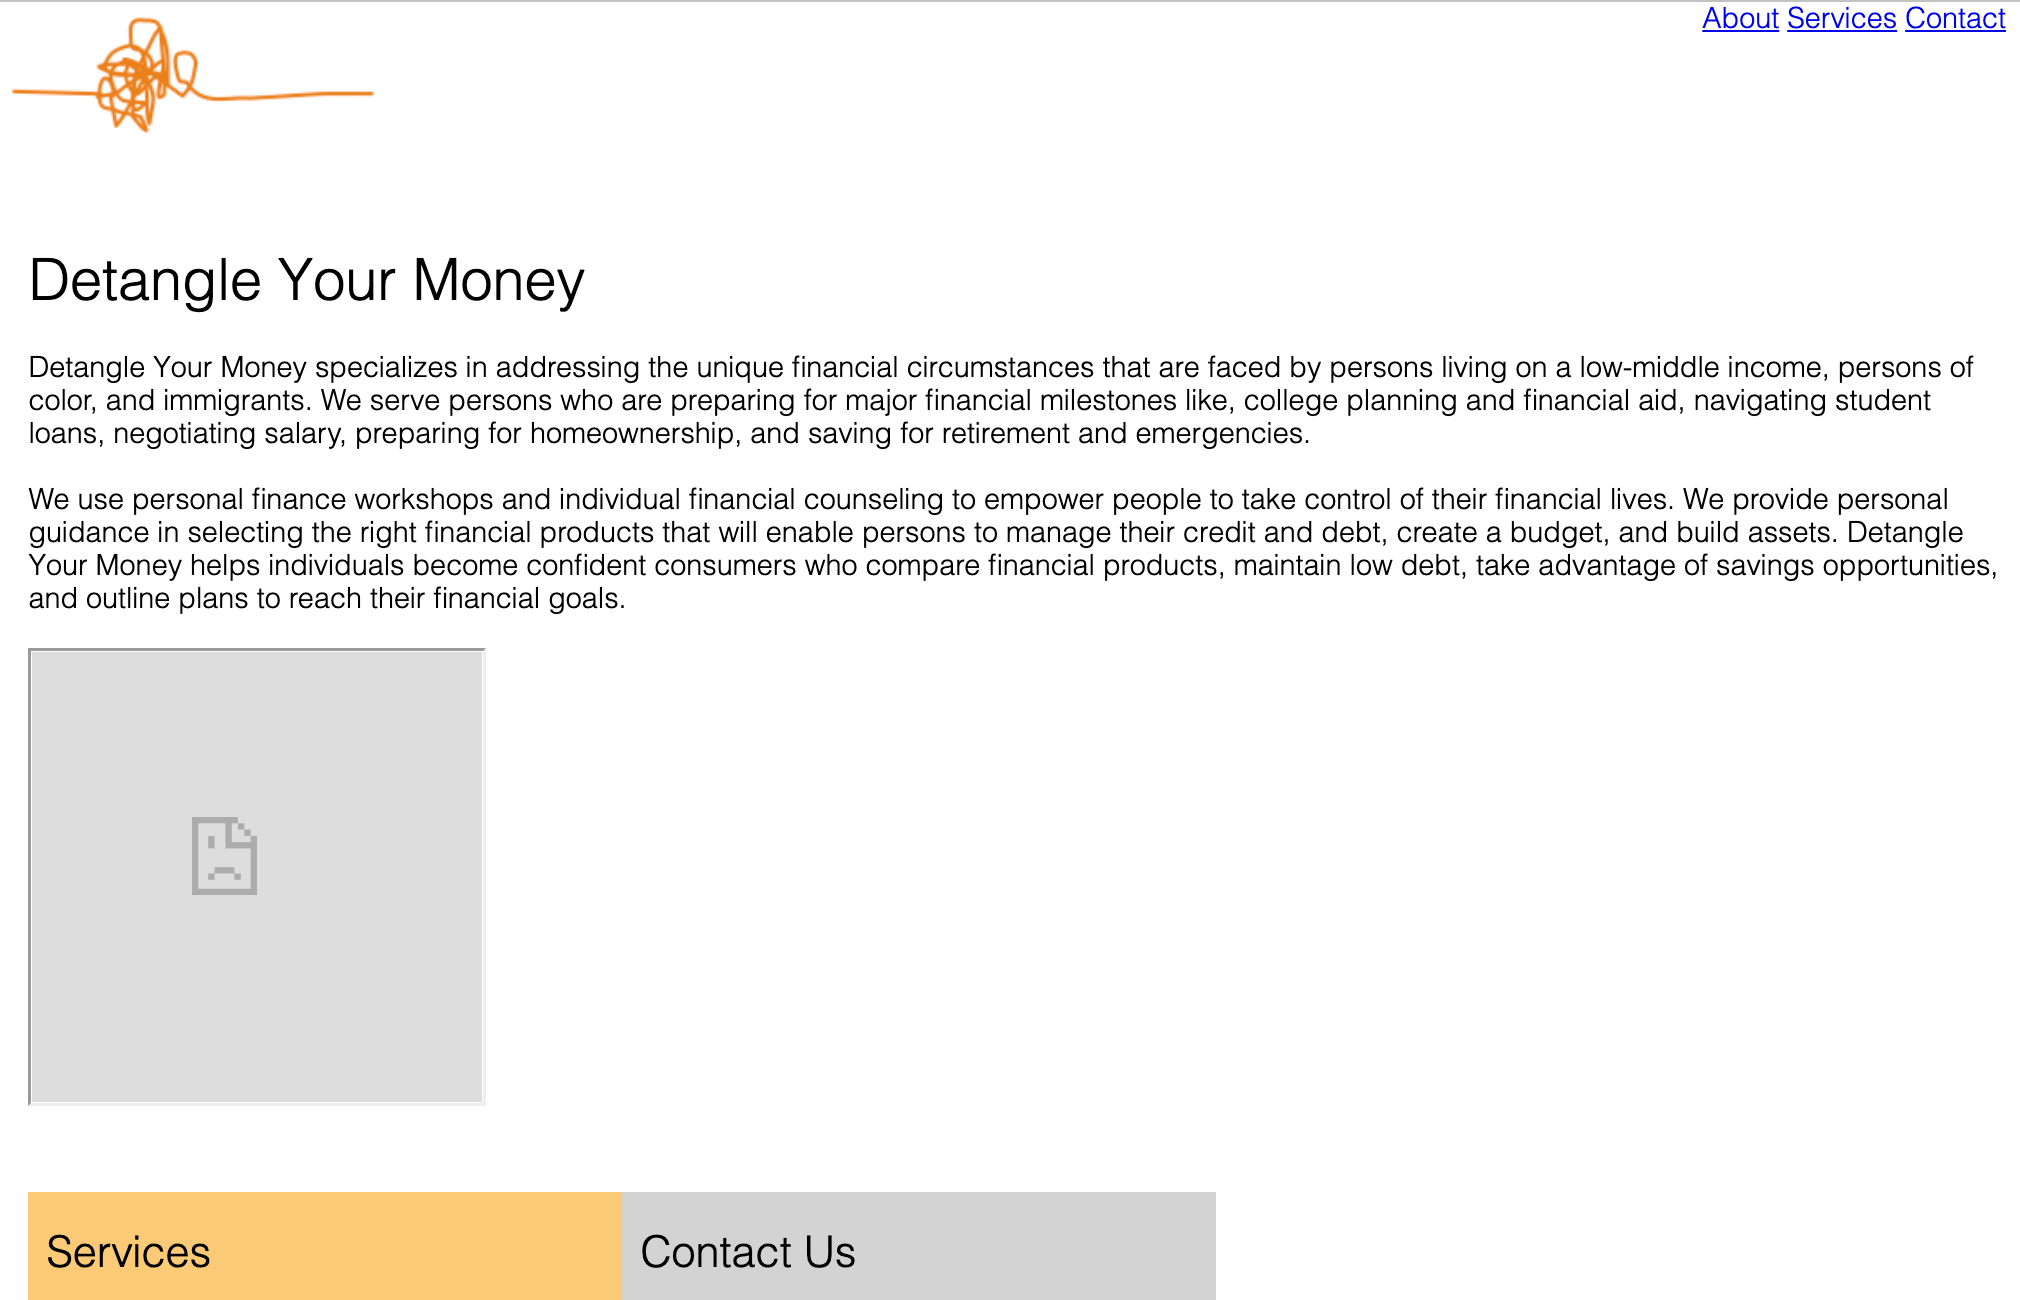 About Services Contact
Detangle Your Money
Detangle Your Money specializes in addressing the unique financial circumstances that are faced by persons living on a low-middle income, persons of
color, and immigrants. We serve persons who are preparing for major financial milestones like, college planning and financial aid, navigating student
loans, negotiating salary, preparing for homeownership, and saving for retirement and emergencies.
We use personal finance workshops and individual financial counseling to empower people to take control of their financial lives. We provide personal
guidance in selecting the right financial products that will enable persons to manage their credit and debt, create a budget, and build assets. Detangle
Your Money helps individuals become confident consumers who compare financial products, maintain low debt, take advantage of savings opportunities,
and outline plans to reach their financial goals.
Services
Contact Us